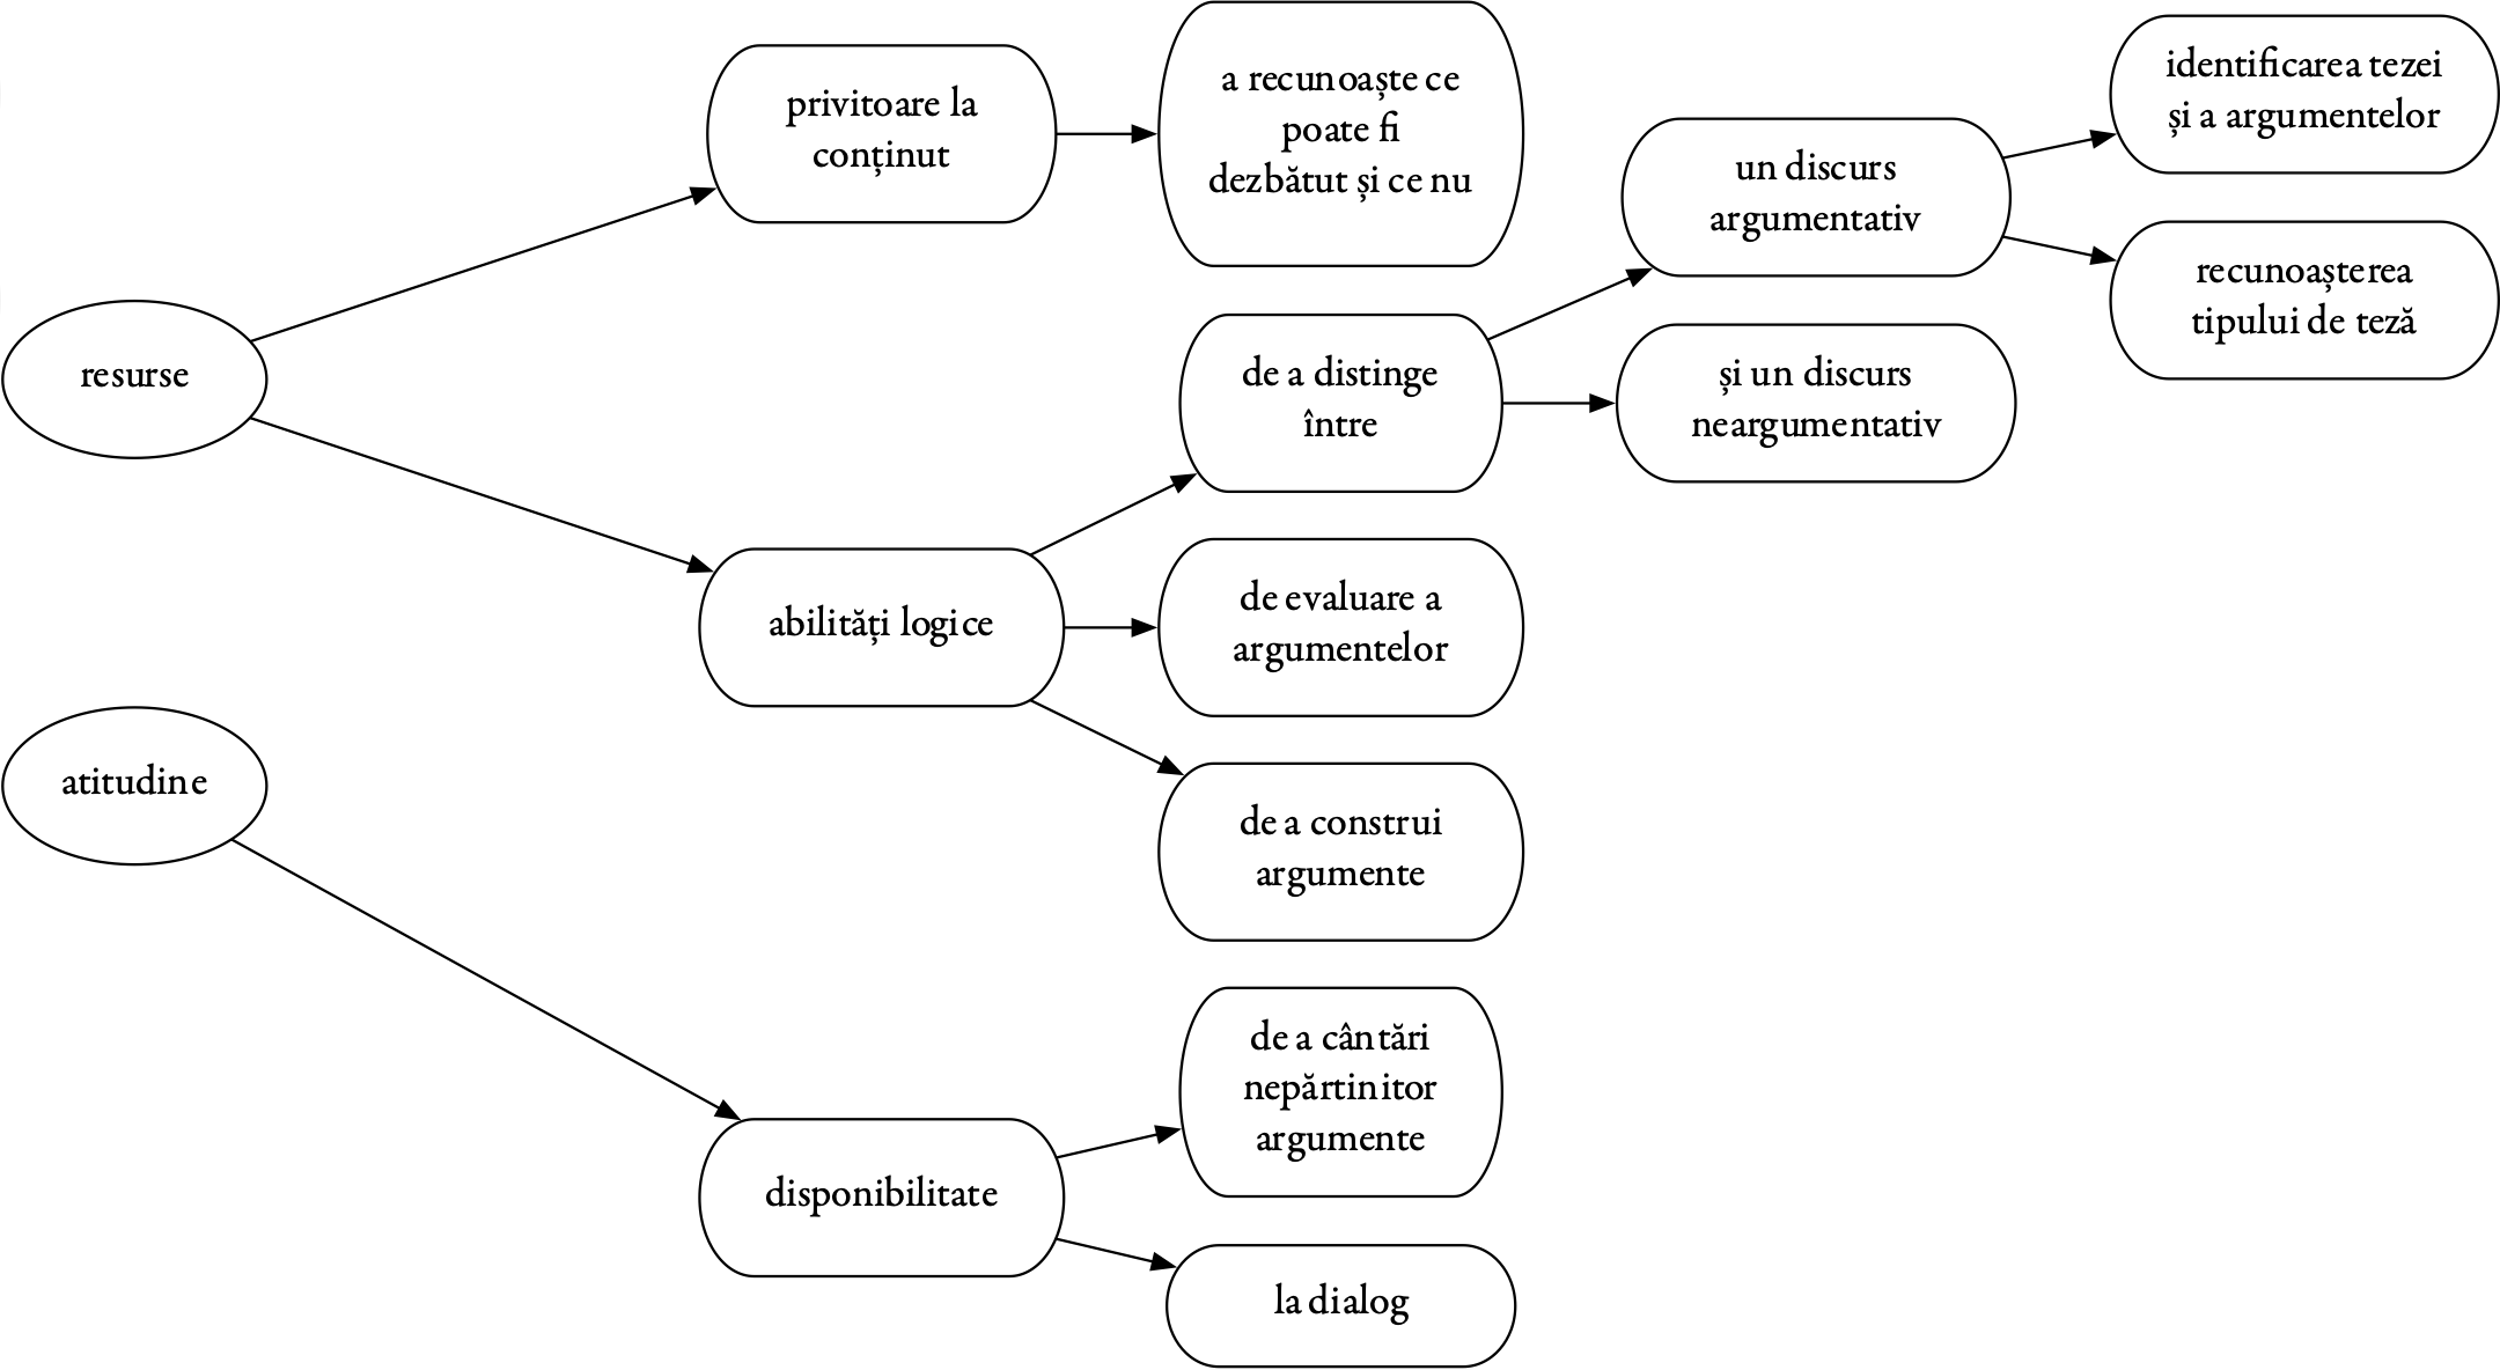 privitoare la
conținut
a recunoaște ce
poate fi
dezbătut și ce nu
un discurs
argumentativ
identificarea tezei
și a argumentelor
recunoașterea
tipului de teză
resurse
de a distinge
între
și un discurs
neargumentativ
abilități logice
de evaluare a
argumentelor
de a construi
argumente
atitudine
disponibilitate
de a cântări
nepărtinitor
argumente
la dialog